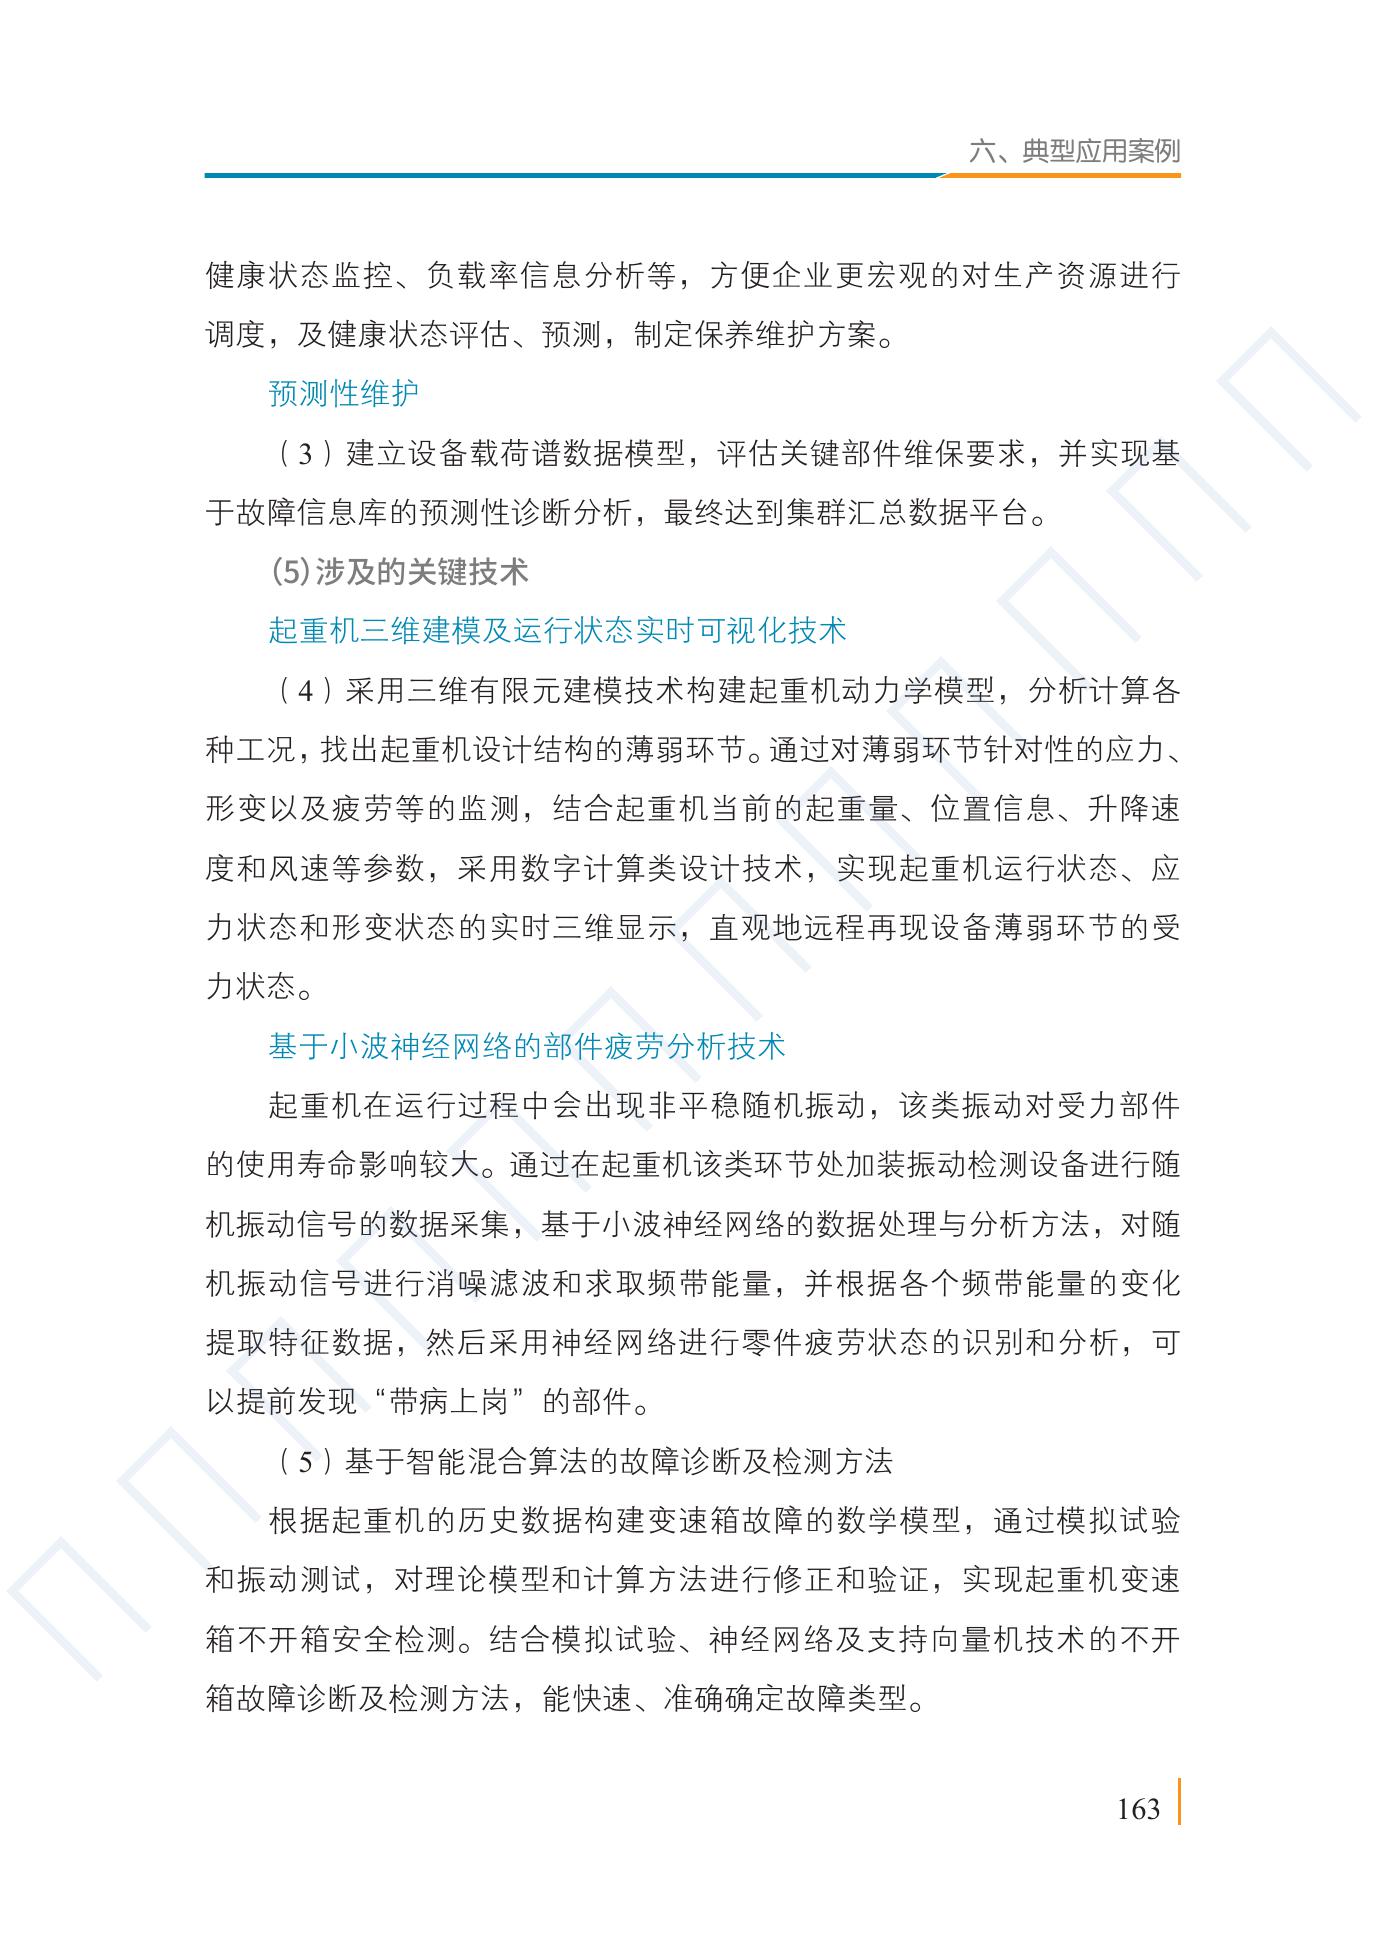 六、典型应用案例
健康状态监控、负载率信息分析等，方便企业更宏观的对生产资源进行
调度，及健康状态评估、预测，制定保养维护方案。
预测性维护
（3）建立设备载荷谱数据模型，评估关键部件维保要求，并实现基
于故障信息库的预测性诊断分析，最终达到集群汇总数据平台。
（5）涉及的关键技术
起重机三维建模及运行状态实时可视化技术
（4）采用三维有限元建模技术构建起重机动力学模型，分析计算各
种工况，找出起重机设计结构的薄弱环节。通过对薄弱环节针对性的应力、
形变以及疲劳等的监测，结合起重机当前的起重量、位置信息、升降速
度和风速等参数，采用数字计算类设计技术，实现起重机运行状态、应
力状态和形变状态的实时三维显示，直观地远程再现设备薄弱环节的受
力状态。
基于小波神经网络的部件疲劳分析技术
起重机在运行过程中会出现非平稳随机振动，该类振动对受力部件
的使用寿命影响较大。通过在起重机该类环节处加装振动检测设备进行随
机振动信号的数据采集，基于小波神经网络的数据处理与分析方法，对随
机振动信号进行消噪滤波和求取频带能量，并根据各个频带能量的变化
提取特征数据，然后采用神经网络进行零件疲劳状态的识别和分析，可
以提前发现“带病上岗”的部件。
（5）基于智能混合算法的故障诊断及检测方法
根据起重机的历史数据构建变速箱故障的数学模型，通过模拟试验
和振动测试，对理论模型和计算方法进行修正和验证，实现起重机变速
箱不开箱安全检测。结合模拟试验、神经网络及支持向量机技术的不开
箱故障诊断及检测方法，能快速、准确确定故障类型。
163